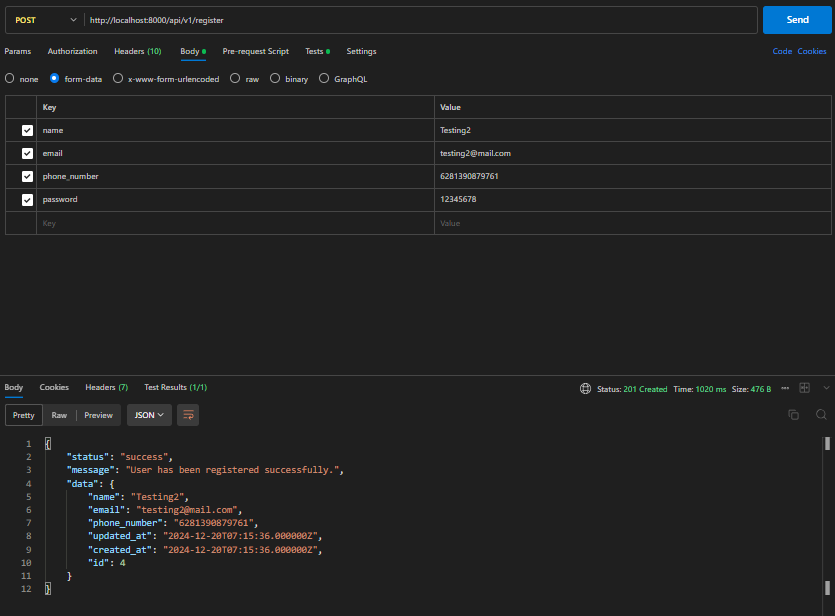 POST http://localhost:8000/api/v1/register Send
Params Authorization Headers (10) Body Pre-request Script Tests Settings Code Cookies
none form-data x-www-form-urlencoded raw binary GraphQL
Key Value
name Testing2
email testing2@mail.com
phone_number 6281390879761
password 12345678
Key Value
Body Cookies Headers (7) Test Results (1/1) Status: 201 Created Time: 1020 ms Size: 476 B
Pretty Raw Preview JSON
1 {
2 "status": "success",
3 "message": "User has been registered successfully.",
4 "data": {
5 "name": "Testing2",
6 "email": "testing2@mail.com",
7 "phone_number": "6281390879761",
8 "updated_at": "2024-12-20T07:15:36.000000Z",
9 "created_at": "2024-12-20T07:15:36.000000Z",
10 "id": 4
11 }
12 }